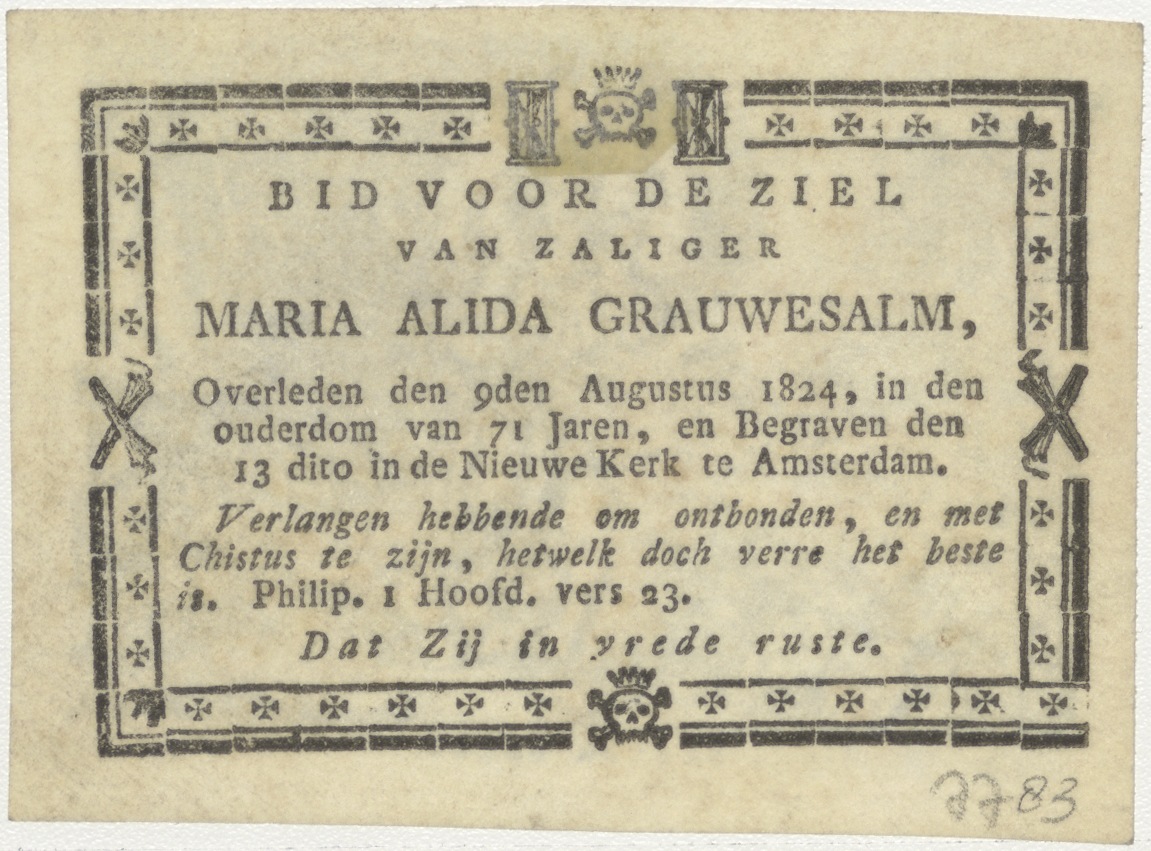 BID VOOR DE ZIEL
VAN ZALIGER
MARIA ALIDA GRAUWESALM,
Overleden den 9den Augustus 1824, in den
ouderdom van 71 Jaren, en Begraven den
13 dito in de Nieuwe Kerk te Amsterdam.
Verlangen hebbende om ontbonden, en met
Chistus te zijn, hetwelk doch verre het beste
is. Philip. 1 Hoofd. vers 23.
Dat Zij in vrede ruste.
7783